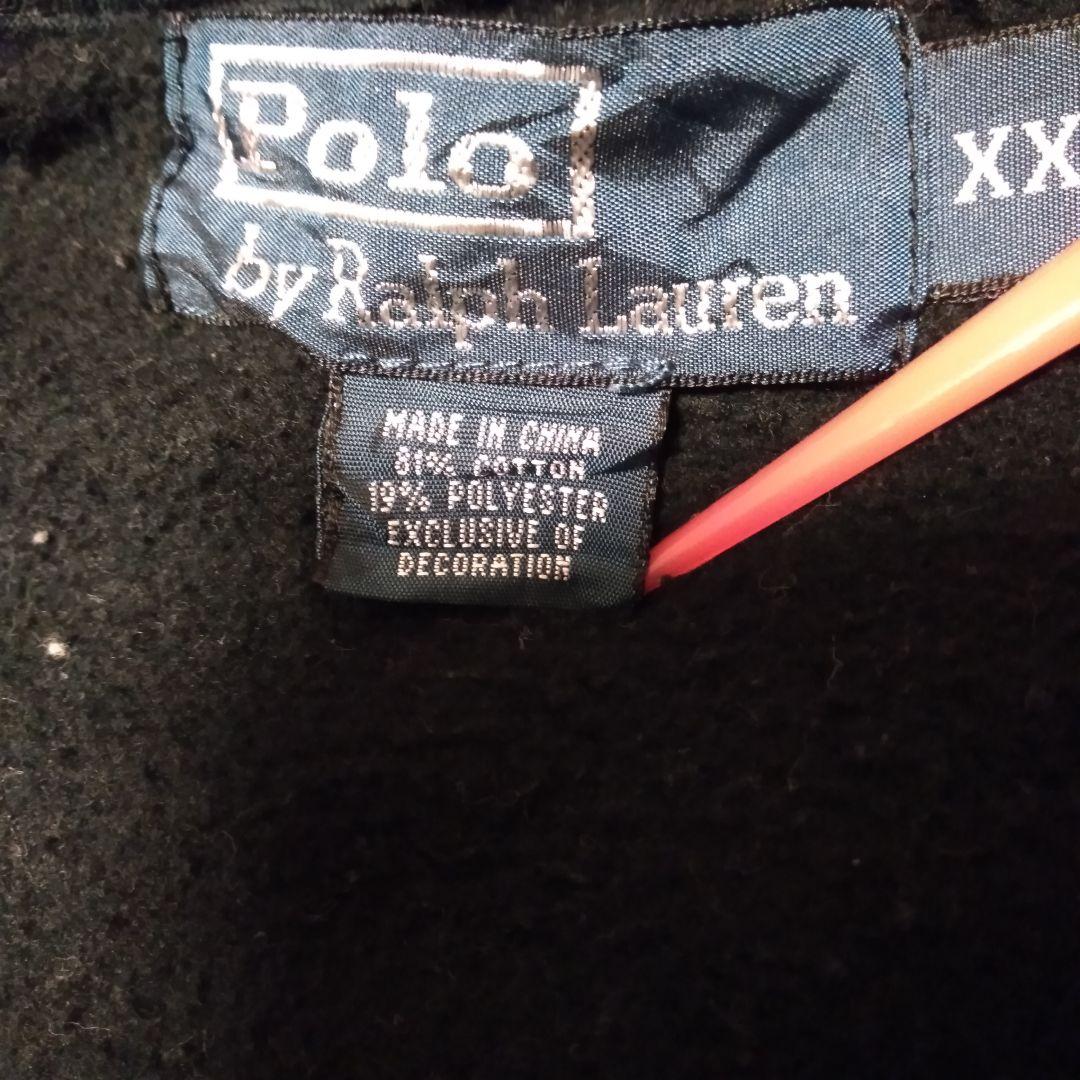 Polo
by Ralph Lauren
XX
MADE IN CHINA
81% COTTON
19% POLYESTER
EXCLUSIVE OF
DECORATION